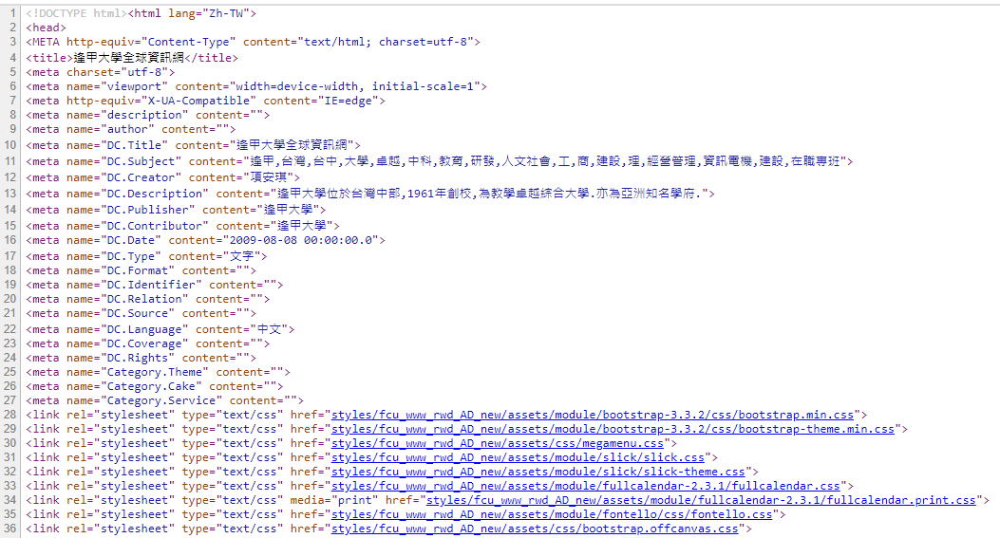 1 <!DOCTYPE html><html lang="Zh-TW">
2 <head>
3 <META http-equiv="Content-Type" content="text/html; charset=utf-8">
4 <title>逢甲大學全球資訊網</title>
5 <meta charset="utf-8">
6 <meta name="viewport" content="width=device-width, initial-scale=1">
7 <meta http-equiv="X-UA-Compatible" content="IE=edge">
8 <meta name="description" content="">
9 <meta name="author" content="">
10 <meta name="DC.Title" content="逢甲大學全球資訊網">
11 <meta name="DC.Subject" content="逢甲,台灣,台中,大學,卓越,中科,教育,研發,人文社會,工,商,建設,理,經營管理,資訊電機,建設,在職專班">
12 <meta name="DC.Creator" content="項安琪">
13 <meta name="DC.Description" content="逢甲大學位於台灣中部,1961年創校,為教學卓越綜合大學.亦為亞洲知名學府.">
14 <meta name="DC.Publisher" content="逢甲大學">
15 <meta name="DC.Contributor" content="逢甲大學">
16 <meta name="DC.Date" content="2009-08-08 00:00:00.0">
17 <meta name="DC.Type" content="文字">
18 <meta name="DC.Format" content="">
19 <meta name="DC.Identifier" content="">
20 <meta name="DC.Relation" content="">
21 <meta name="DC.Source" content="">
22 <meta name="DC.Language" content="中文">
23 <meta name="DC.Coverage" content="">
24 <meta name="DC.Rights" content="">
25 <meta name="Category.Theme" content="">
26 <meta name="Category.Cake" content="">
27 <meta name="Category.Service" content="">
28 <link rel="stylesheet" type="text/css" href="styles/fcu_www_rwd_AD_new/assets/module/bootstrap-3.3.2/css/bootstrap.min.css">
29 <link rel="stylesheet" type="text/css" href="styles/fcu_www_rwd_AD_new/assets/module/bootstrap-3.3.2/css/bootstrap-theme.min.css">
30 <link rel="stylesheet" type="text/css" href="styles/fcu_www_rwd_AD_new/assets/css/megamenu.css">
31 <link rel="stylesheet" type="text/css" href="styles/fcu_www_rwd_AD_new/assets/module/slick/slick.css">
32 <link rel="stylesheet" type="text/css" href="styles/fcu_www_rwd_AD_new/assets/module/slick/slick-theme.css">
33 <link rel="stylesheet" type="text/css" href="styles/fcu_www_rwd_AD_new/assets/module/fullcalendar-2.3.1/fullcalendar.css">
34 <link rel="stylesheet" type="text/css" media="print" href="styles/fcu_www_rwd_AD_new/assets/module/fullcalendar-2.3.1/fullcalendar.print.css">
35 <link rel="stylesheet" type="text/css" href="styles/fcu_www_rwd_AD_new/assets/module/fontello/css/fontello.css">
36 <link rel="stylesheet" type="text/css" href="styles/fcu_www_rwd_AD_new/assets/css/bootstrap.offcanvas.css">